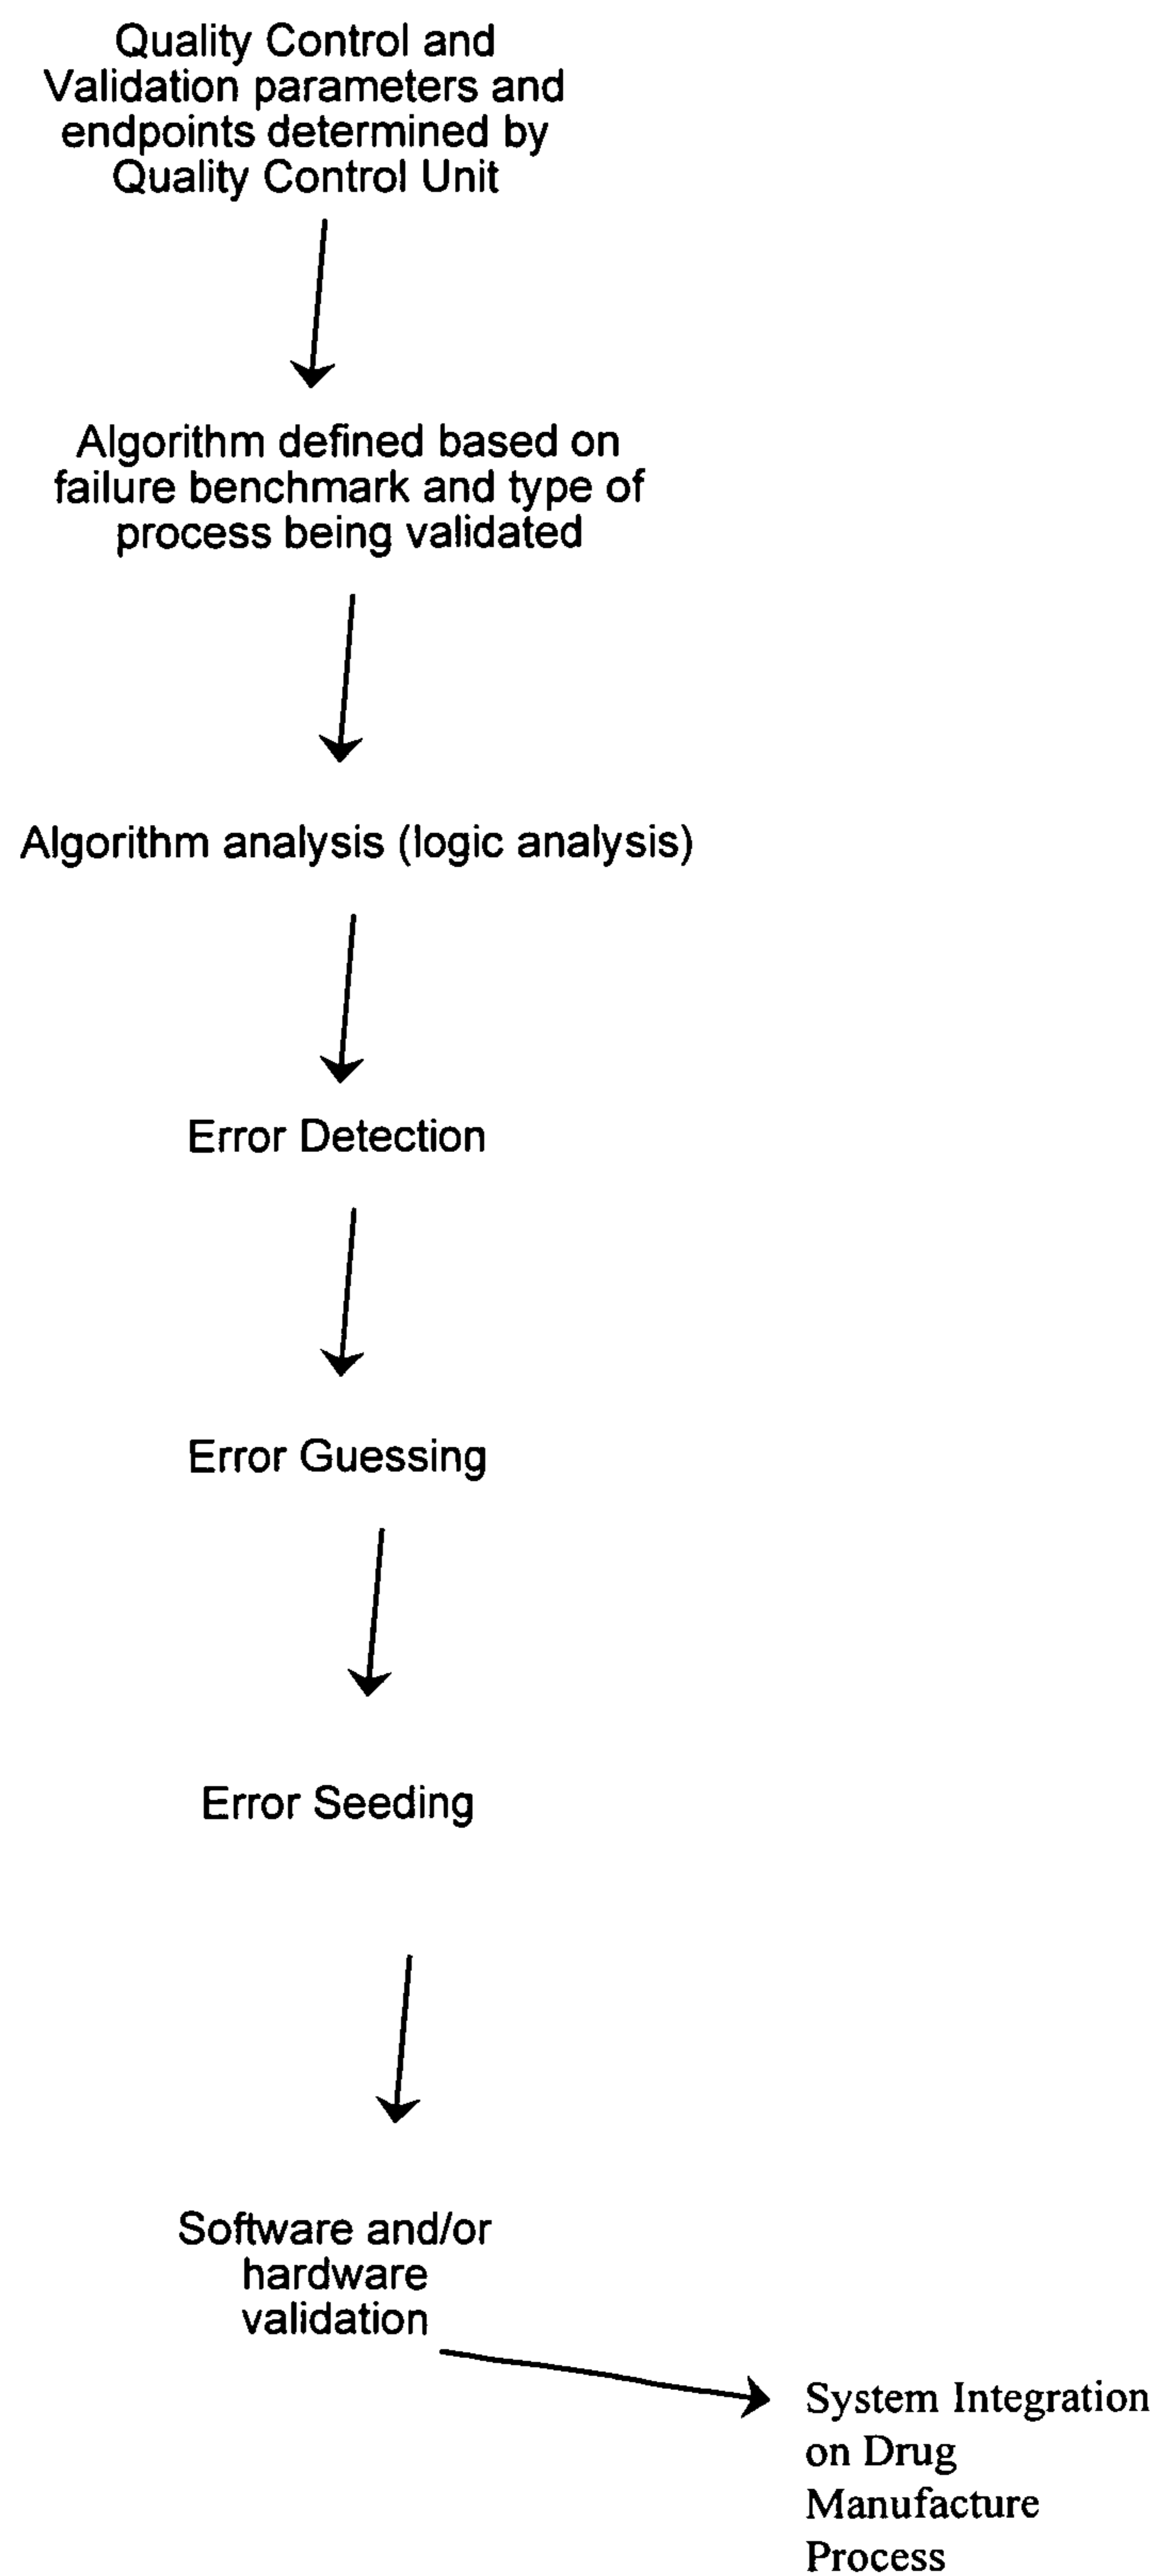 Quality Control and
Validation parameters and
endpoints determined by
Quality Control Unit
Algorithm defined based on
failure benchmark and type of
process being validated
Algorithm analysis (logic analysis)
Error Detection
Error Guessing
Error Seeding
Software and/or
hardware
validation
System Integration
on Drug
Manufacture
Process